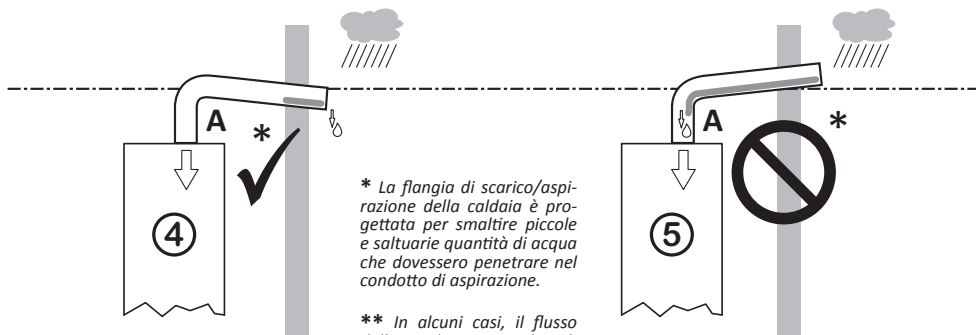 A
*
A
*
4
5
* La flangia di scarico/aspi-
razione della caldaia è pro-
gettata per smaltire piccole
e saltuarie quantità di acqua
che dovessero penetrare nel
condotto di aspirazione.
** In alcuni casi, il flusso